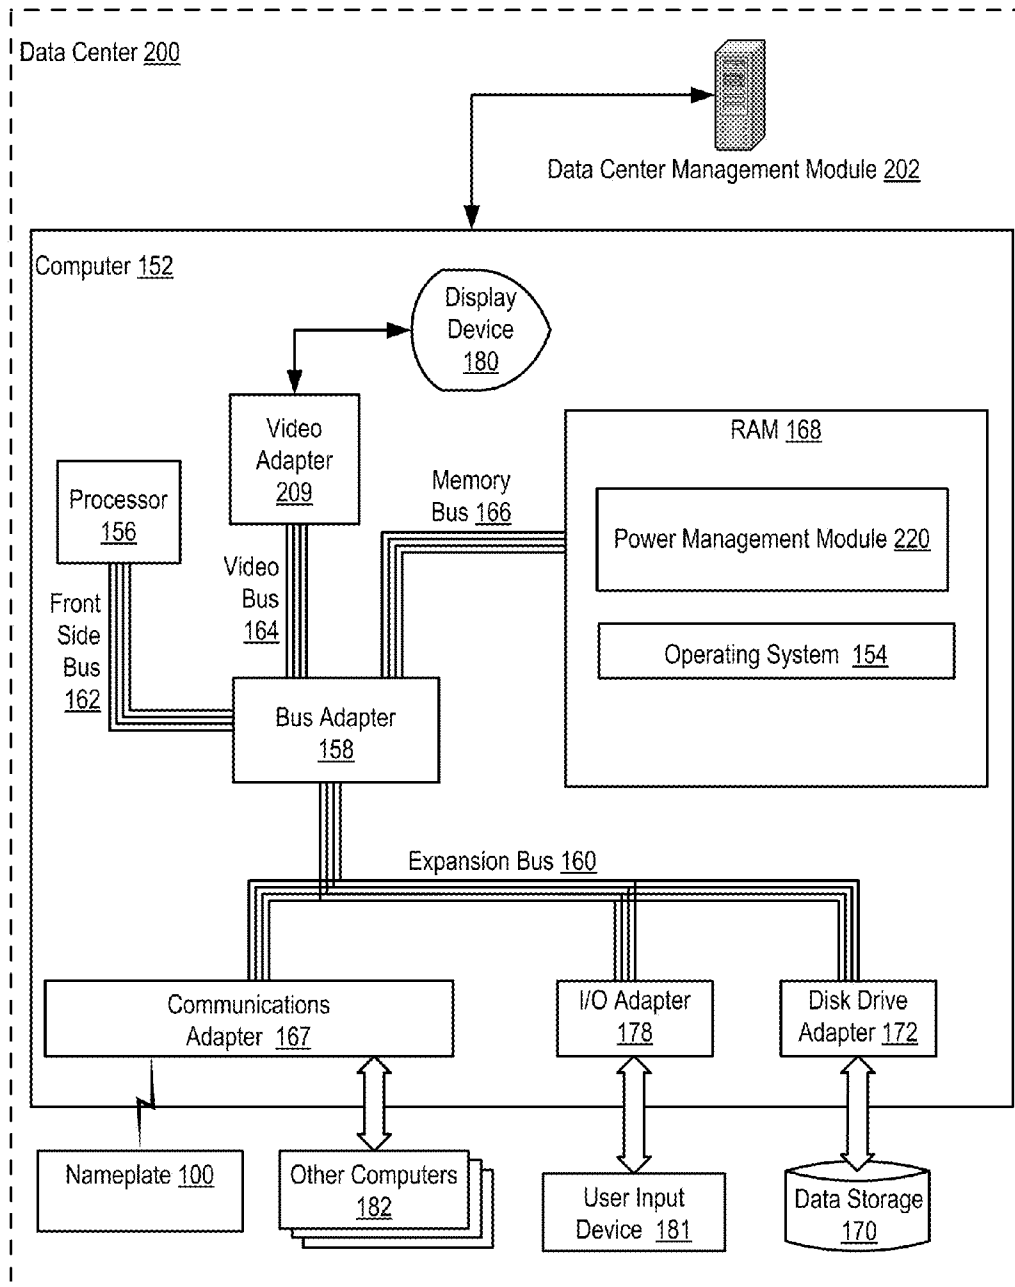 Data Center 200
Data Center Management Module 202
Computer 152
Display
Device
180
Video
Adapter
209
RAM 168
Processor
156
Memory
Bus 166
Power Management Module 220
Video
Bus
164
Front
Side
Bus
162
Operating System 154
Bus Adapter
158
Expansion Bus 160
Communications
Adapter 167
I/O Adapter
178
Disk Drive
Adapter 172
Nameplate 100
Other Computers
182
User Input
Device 181
Data Storage
170